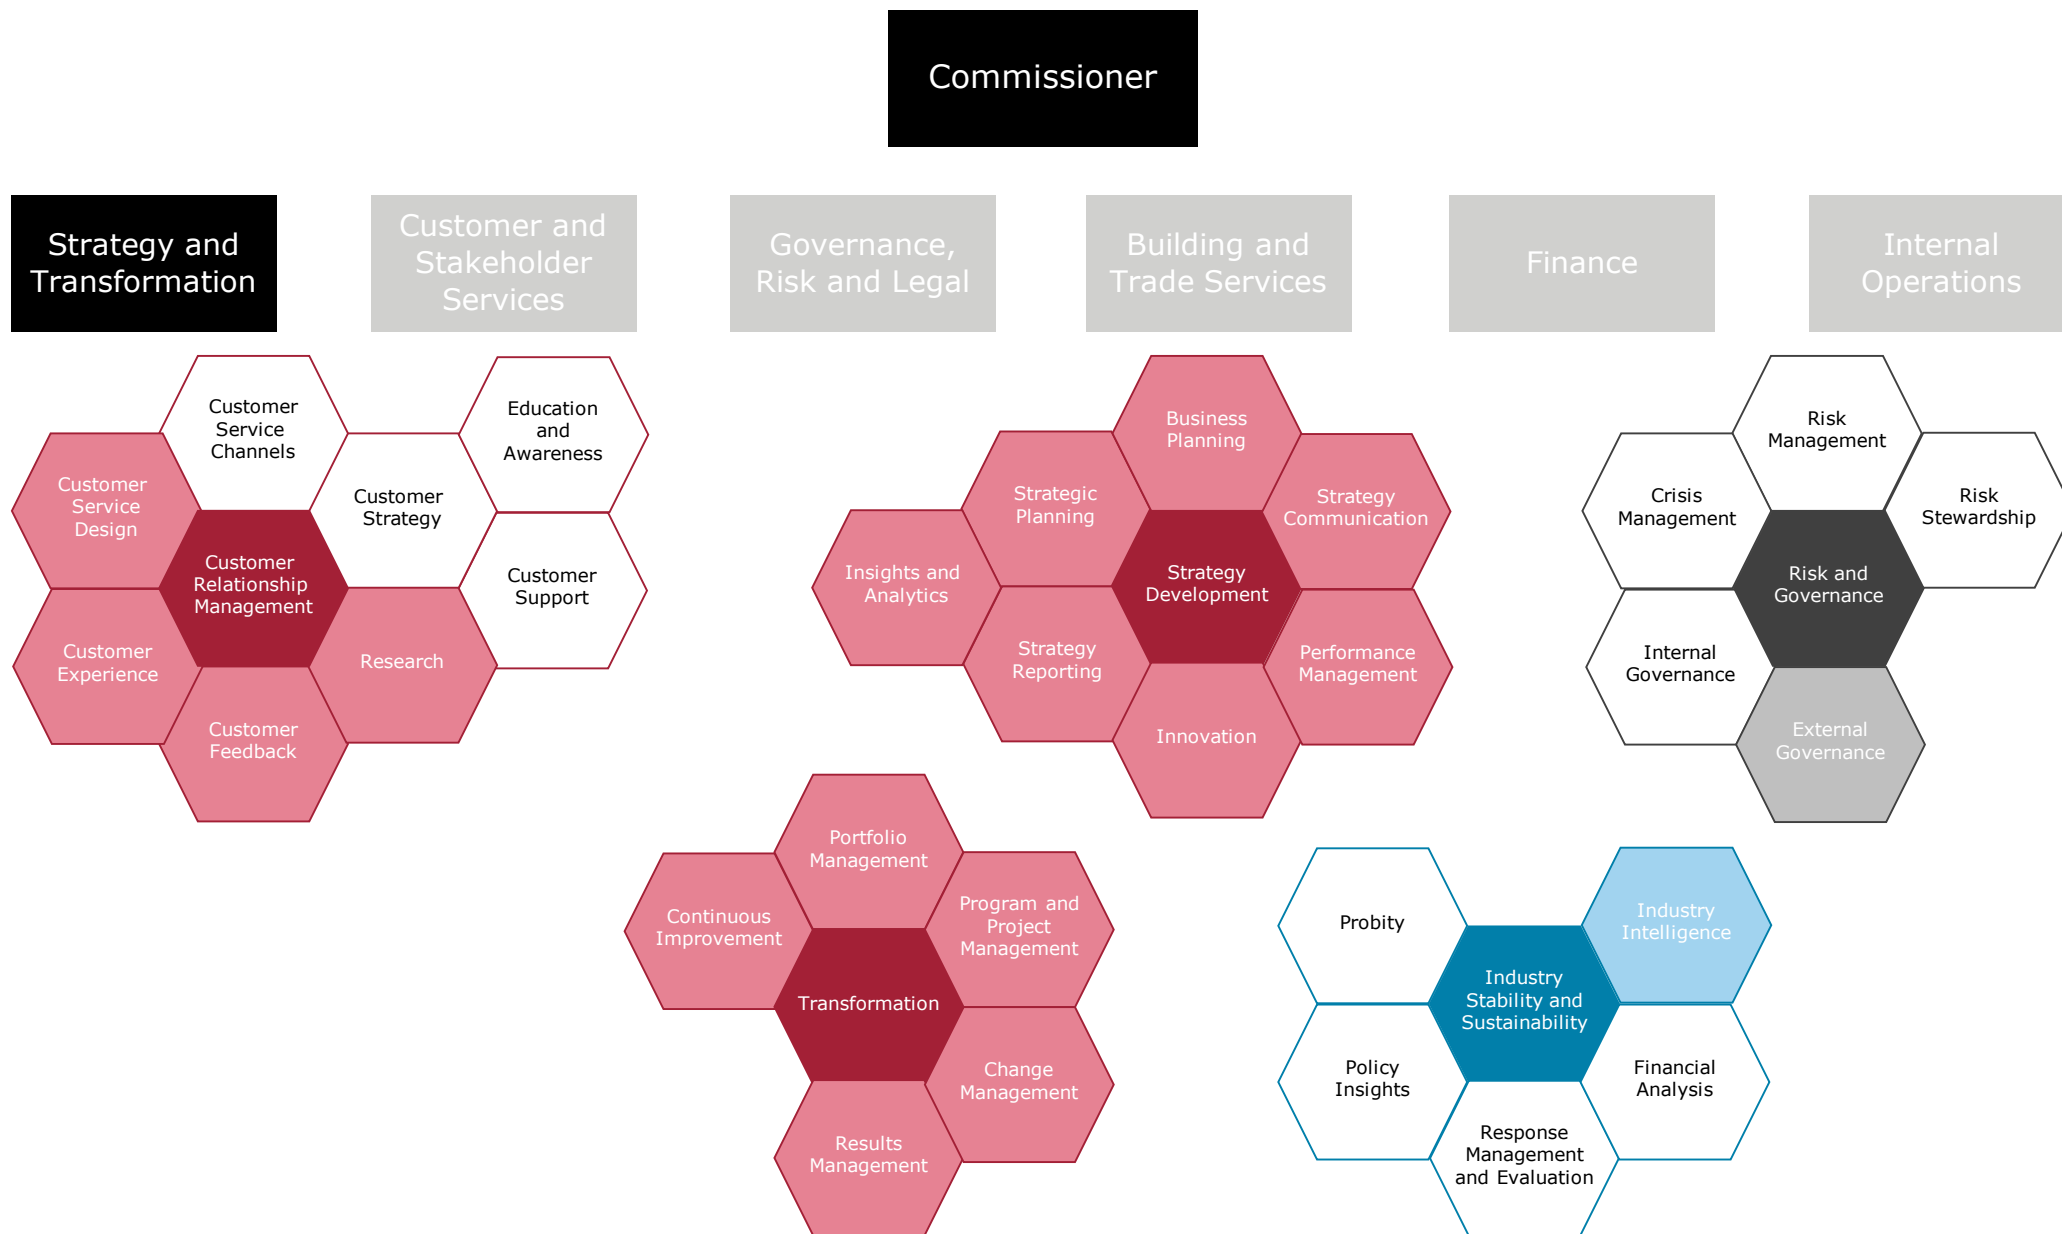 Commissioner
Strategy and
Transformation
Customer and
Stakeholder
Services
Governance,
Risk and Legal
Building and
Trade Services
Finance
Internal
Operations
Customer
Service
Channels
Education
and
Awareness
Customer
Service
Design
Customer
Strategy
Customer
Relationship
Management
Customer
Support
Customer
Experience
Research
Customer
Feedback
Business
Planning
Strategic
Planning
Strategy
Communication
Insights and
Analytics
Strategy
Development
Strategy
Reporting
Performance
Management
Innovation
Risk
Management
Crisis
Management
Risk
Stewardship
Risk and
Governance
Internal
Governance
External
Governance
Portfolio
Management
Continuous
Improvement
Program and
Project
Management
Transformation
Change
Management
Results
Management
Probity
Industry
Intelligence
Industry
Stability and
Sustainability
Policy
Insights
Financial
Analysis
Response
Management
and Evaluation